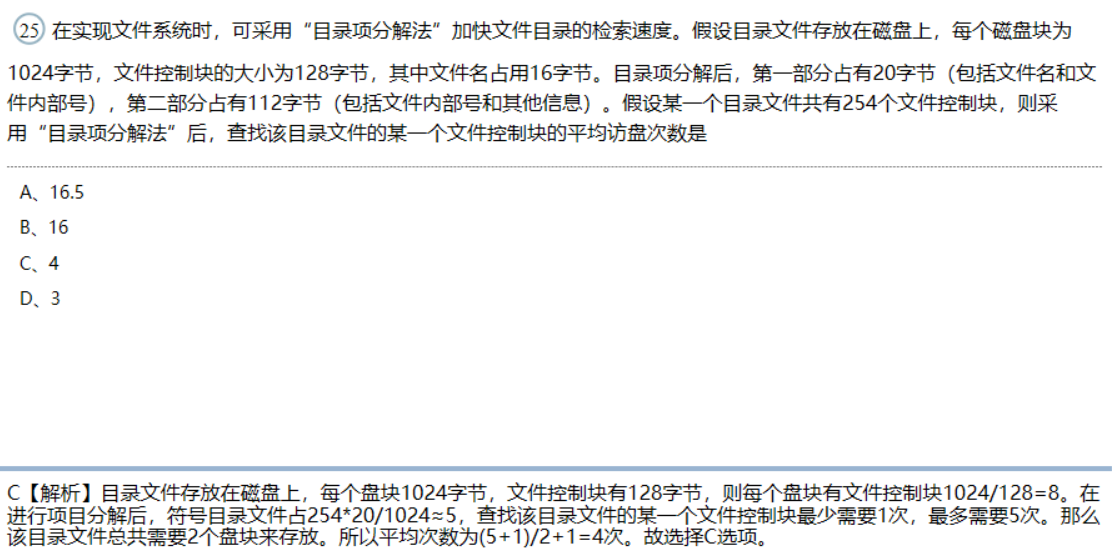 25 在实现文件系统时，可采用“目录项分解法”加快文件目录的检索速度。假设目录文件存放在磁盘上，每个磁盘块为
1024字节，文件控制块的大小为128字节，其中文件名占用16字节。目录项分解后，第一部分占有20字节（包括文件名和文
件内部号），第二部分占有112字节（包括文件内部号和其他信息）。假设某一个目录文件共有254个文件控制块，则采
用“目录项分解法”后，查找该目录文件的某一个文件控制块的平均访盘次数是
A、16.5
B、16
C、4
D、3
C【解析】目录文件存放在磁盘上，每个盘块1024字节，文件控制块有128字节，则每个盘块有文件控制块1024/128=8。在
进行项目分解后，符号目录文件占254*20/1024≈5，查找该目录文件的某一个文件控制块最少需要1次，最多需要5次。那么
该目录文件总共需要2个盘块来存放。所以平均次数为(5+1)/2+1=4次。故选择C选项。